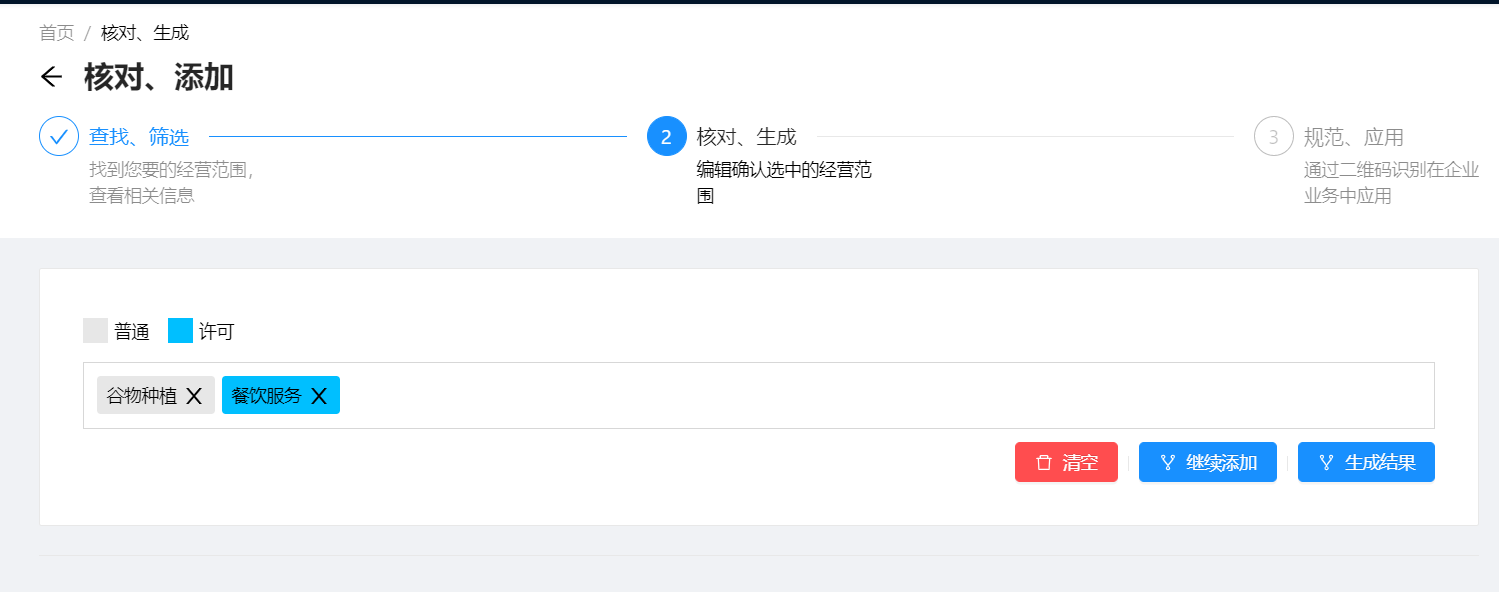 首页 / 核对、生成
核对、添加
查找、筛选
找到您要的经营范围，
查看相关信息
2 核对、生成
编辑确认选中的经营范
围
3 规范、应用
通过二维码识别在企业
业务中应用
普通 许可
谷物种植 X 餐饮服务 X
清空 继续添加 生成结果